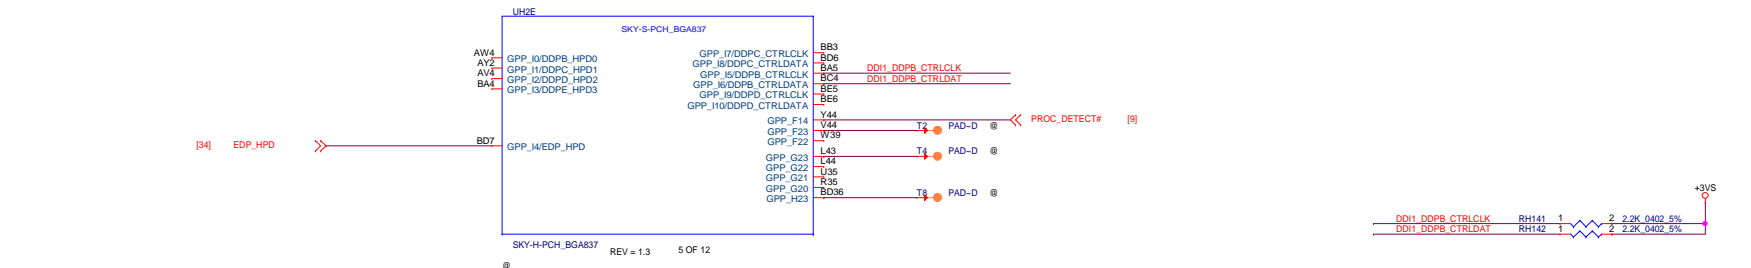 UH2E
SKY-S-PCH_BGA837
AW4 GPP_I0/DDPB_HPD0
AY2 GPP_I1/DDPC_HPD1
AV4 GPP_I2/DDPD_HPD2
BA4 GPP_I3/DDPE_HPD3
[34] EDP_HPD BD7 GPP_I4/EDP_HPD
GPP_I7/DDPC_CTRLCLK BB3
GPP_I8/DDPC_CTRLDATA BD6
GPP_I5/DDPB_CTRLCLK BA5 DDI1_DDPB_CTRLCLK
GPP_I6/DDPB_CTRLDATA BC4 DDI1_DDPB_CTRLDAT
GPP_I9/DDPD_CTRLCLK BE5
GPP_I10/DDPD_CTRLDATA BE6
GPP_F14 Y44 PROC_DETECT# [9]
GPP_F23 V44 T2 PAD~D @
GPP_F22 W39
GPP_G23 L43 T4 PAD~D @
GPP_G22 L44
GPP_G21 U35
GPP_G20 R35
GPP_H23 BD36 T8 PAD~D @
SKY-H-PCH_BGA837 REV = 1.3 5 OF 12
@
+3VS
DDI1_DDPB_CTRLCLK RH141 1 2 2.2K_0402_5%
DDI1_DDPB_CTRLDAT RH142 1 2 2.2K_0402_5%